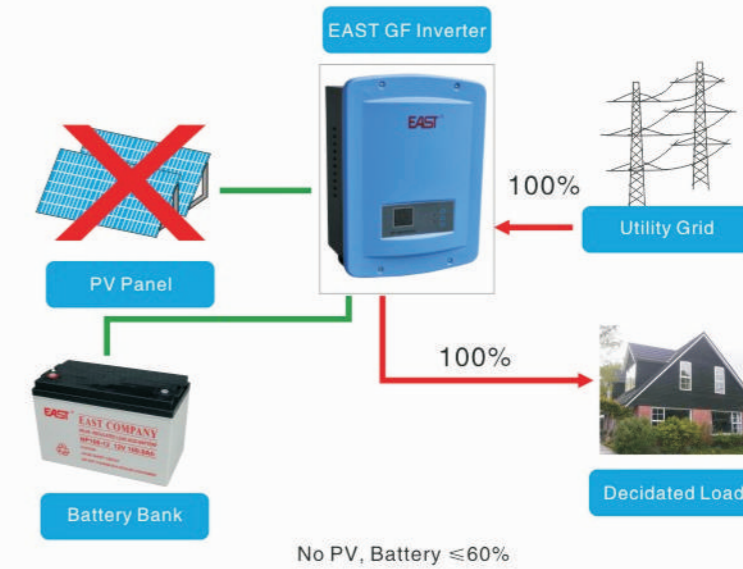 EAST GF Inverter
EAST
100%
Utility Grid
PV Panel
100%
EAST
EAST COMPANY
Battery Bank
Decidated Load
No PV, Battery ≤60%